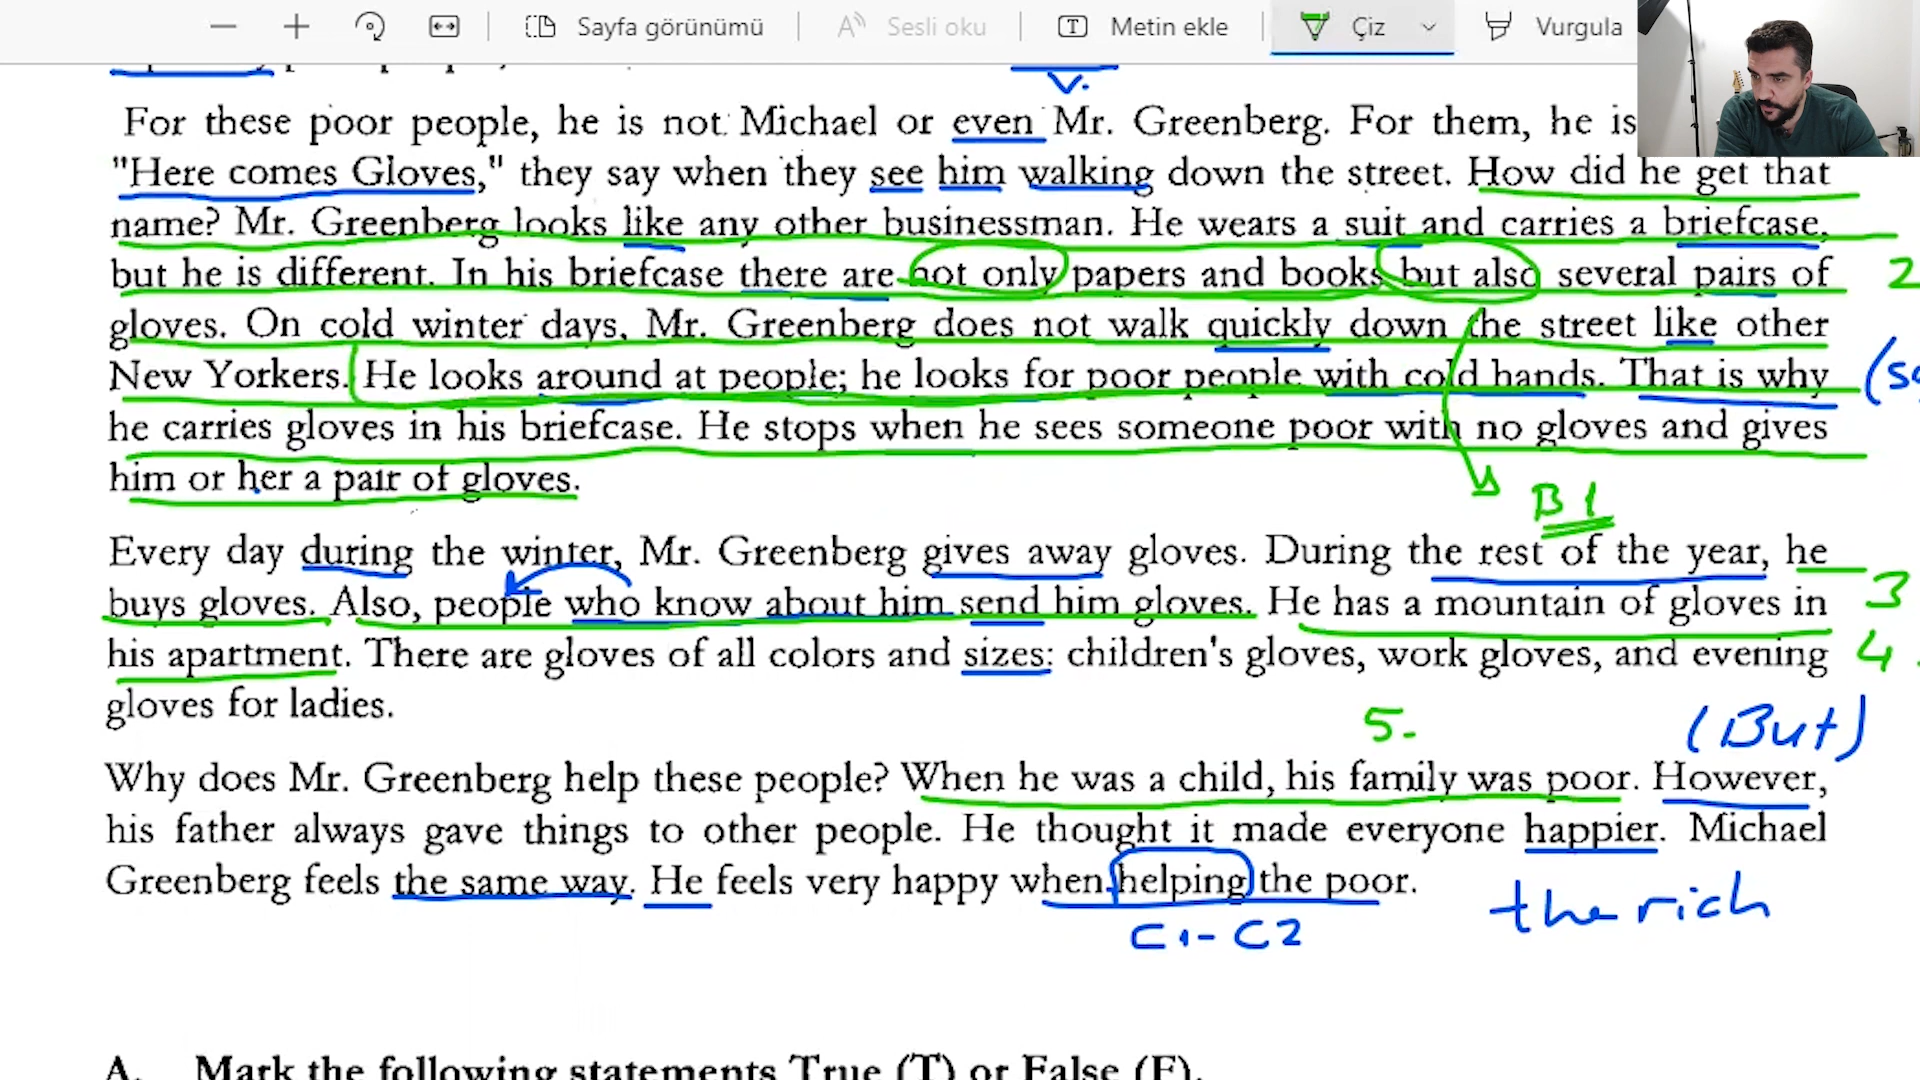 Sayfa görünümü Sesli oku Metin ekle Çiz Vurgula
V.
For these poor people, he is not Michael or even Mr. Greenberg. For them, he is
"Here comes Gloves," they say when they see him walking down the street. How did he get that
name? Mr. Greenberg looks like any other businessman. He wears a suit and carries a briefcase,
but he is different. In his briefcase there are not only papers and books but also several pairs of 2
gloves. On cold winter days, Mr. Greenberg does not walk quickly down the street like other
New Yorkers. He looks around at people; he looks for poor people with cold hands. That is why
he carries gloves in his briefcase. He stops when he sees someone poor with no gloves and gives
him or her a pair of gloves.
B1
Every day during the winter, Mr. Greenberg gives away gloves. During the rest of the year, he
buys gloves. Also, people who know about him send him gloves. He has a mountain of gloves in 3
his apartment. There are gloves of all colors and sizes: children's gloves, work gloves, and evening 4
gloves for ladies.
5. (But)
Why does Mr. Greenberg help these people? When he was a child, his family was poor. However,
his father always gave things to other people. He thought it made everyone happier. Michael
Greenberg feels the same way. He feels very happy when helping the poor.
the rich
C1- C2
A. Mark the following statements True (T) or False (F).